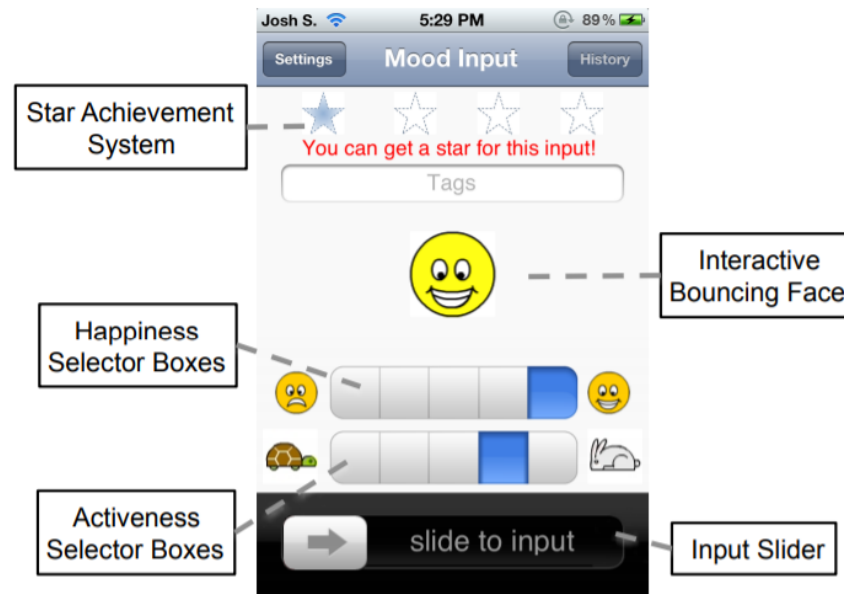 Josh S. 5:29 PM 89%
Settings Mood Input History
Star Achievement
System
You can get a star for this input!
Tags
Interactive
Bouncing Face
Happiness
Selector Boxes
Activeness
Selector Boxes
slide to input
Input Slider